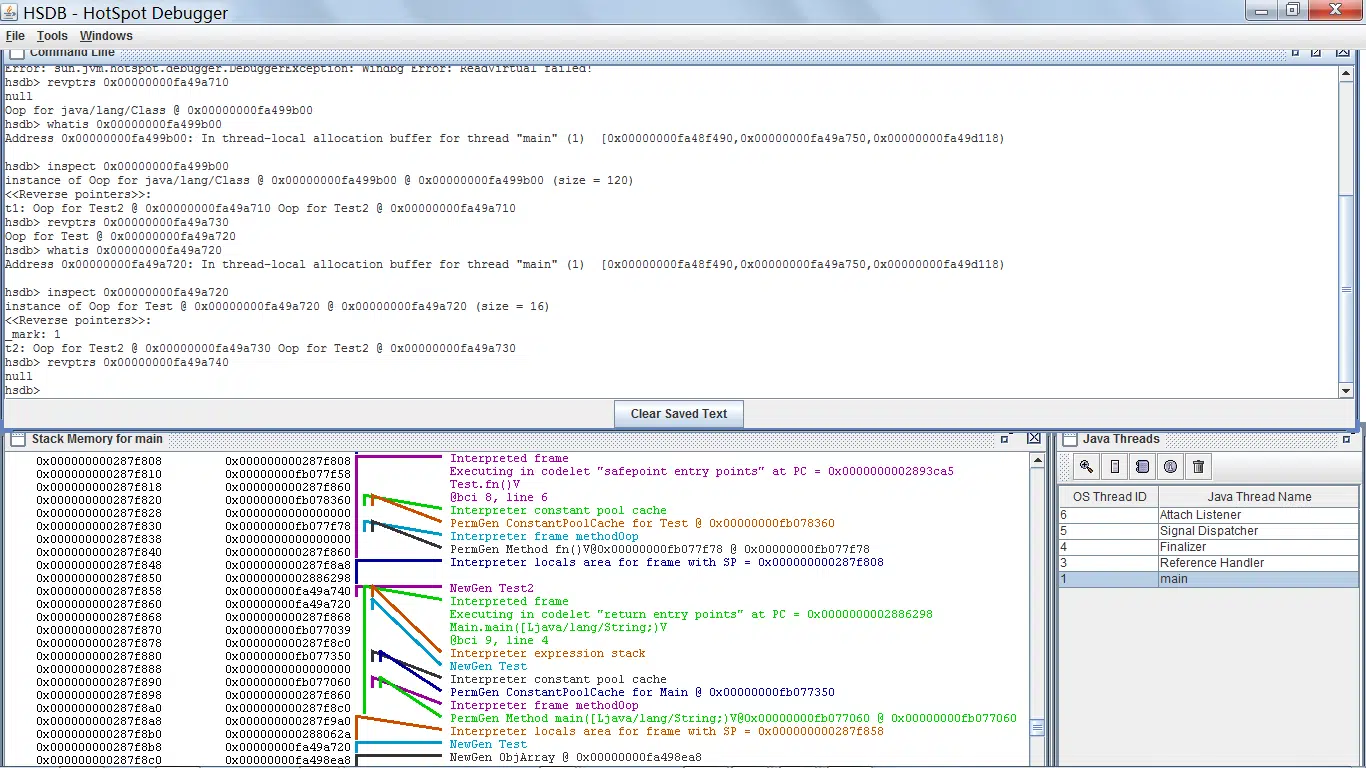 HSDB - HotSpot Debugger
File Tools Windows
Command Line
Error: sun.jvm.hotspot.debugger.DebuggerException: Windbg Error: ReadVirtual failed!
hsdb> revptrs 0x00000000fa49a710
null
Oop for java/lang/Class @ 0x00000000fa499b00
hsdb> whatis 0x00000000fa499b00
Address 0x00000000fa499b00: In thread-local allocation buffer for thread "main" (1) [0x00000000fa48f490,0x00000000fa49a750,0x00000000fa49d118)
hsdb> inspect 0x00000000fa499b00
instance of Oop for java/lang/Class @ 0x00000000fa499b00 @ 0x00000000fa499b00 (size = 120)
<<Reverse pointers>>:
t1: Oop for Test2 @ 0x00000000fa49a710 Oop for Test2 @ 0x00000000fa49a710
hsdb> revptrs 0x00000000fa49a730
Oop for Test @ 0x00000000fa49a720
hsdb> whatis 0x00000000fa49a720
Address 0x00000000fa49a720: In thread-local allocation buffer for thread "main" (1) [0x00000000fa48f490,0x00000000fa49a750,0x00000000fa49d118)
hsdb> inspect 0x00000000fa49a720
instance of Oop for Test @ 0x00000000fa49a720 @ 0x00000000fa49a720 (size = 16)
<<Reverse pointers>>:
_mark: 1
t2: Oop for Test2 @ 0x00000000fa49a730 Oop for Test2 @ 0x00000000fa49a730
hsdb> revptrs 0x00000000fa49a740
null
hsdb>
Clear Saved Text
Stack Memory for main
0x000000000287f808 0x000000000287f808
0x000000000287f810 0x00000000fb077f58
0x000000000287f818 0x000000000287f860
0x000000000287f820 0x00000000fb078360
0x000000000287f828 0x0000000000000000
0x000000000287f830 0x00000000fb077f78
0x000000000287f838 0x0000000000000000
0x000000000287f840 0x000000000287f860
0x000000000287f848 0x000000000287f8a8
0x000000000287f850 0x0000000002886298
0x000000000287f858 0x00000000fa49a740
0x000000000287f860 0x00000000fa49a720
0x000000000287f868 0x000000000287f868
0x000000000287f870 0x00000000fb077039
0x000000000287f878 0x000000000287f8c0
0x000000000287f880 0x00000000fb077350
0x000000000287f888 0x0000000000000000
0x000000000287f890 0x00000000fb077060
0x000000000287f898 0x000000000287f860
0x000000000287f8a0 0x000000000287f8c0
0x000000000287f8a8 0x000000000287f9a0
0x000000000287f8b0
0x000000000287f8b8 0x00000000fa49a720
0x000000000287f8c0 0x00000000fa498ea8
Interpreted frame
Executing in codelet "safepoint entry points" at PC = 0x0000000002893ca5
Test.fn()V
@bci 8, line 6
Interpreter constant pool cache
PermGen ConstantPoolCache for Test @ 0x00000000fb078360
Interpreter frame methodOop
PermGen Method fn()V@0x00000000fb077f78 @ 0x00000000fb077f78
Interpreter locals area for frame with SP = 0x000000000287f808
NewGen Test2
Interpreted frame
Executing in codelet "return entry points" at PC = 0x0000000002886298
Main.main([Ljava/lang/String;)V
@bci 9, line 4
Interpreter expression stack
NewGen Test
Interpreter constant pool cache
PermGen ConstantPoolCache for Main @ 0x00000000fb077350
Interpreter frame methodOop
PermGen Method main([Ljava/lang/String;)V@0x00000000fb077060 @ 0x00000000fb077060
Interpreter locals area for frame with SP = 0x000000000287f858
NewGen Test
NewGen ObjArray @ 0x00000000fa498ea8
Java Threads
OS Thread ID Java Thread Name
6 Attach Listener
5 Signal Dispatcher
4 Finalizer
3 Reference Handler
1 main